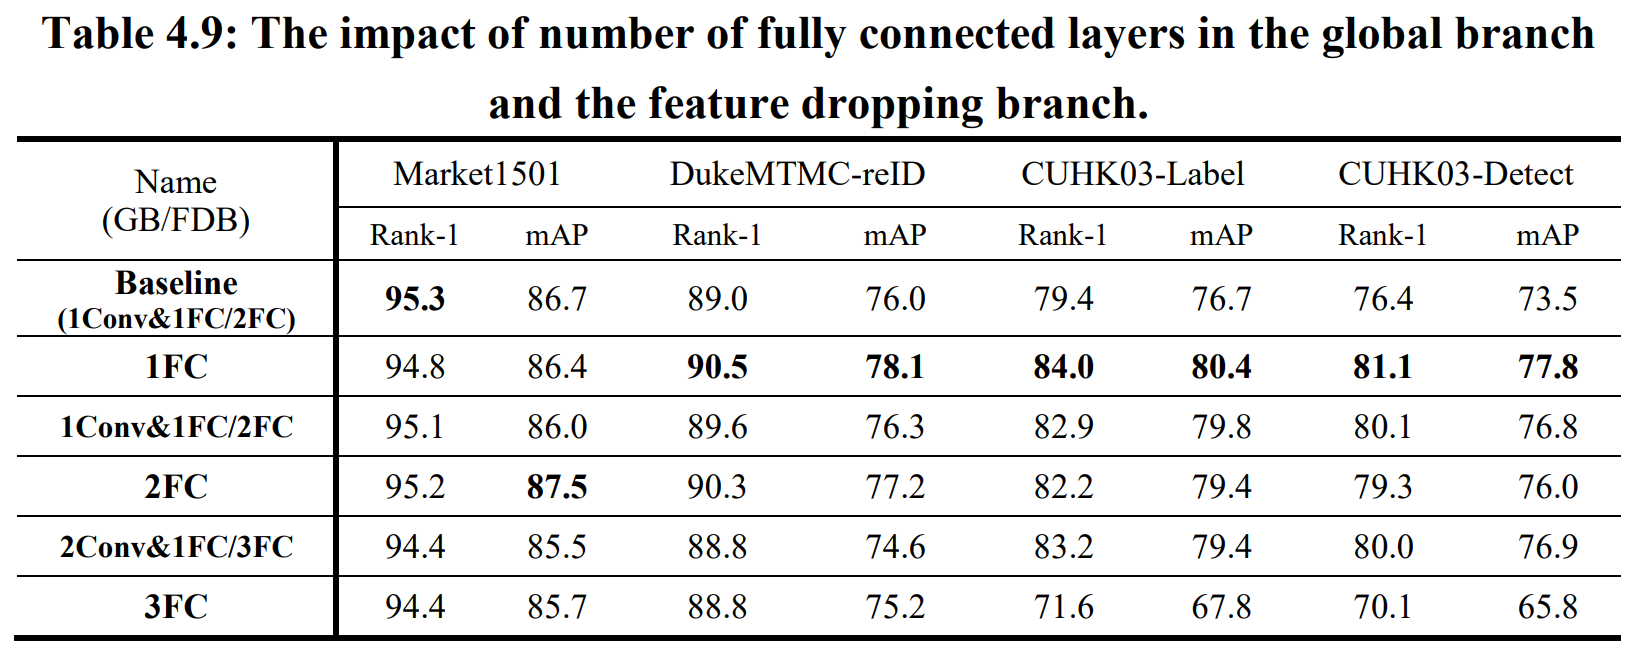 Table 4.9: The impact of number of fully connected layers in the global branch
and the feature dropping branch.
Name (GB/FDB) Market1501 DukeMTMC-reID CUHK03-Label CUHK03-Detect
Rank-1 mAP Rank-1 mAP Rank-1 mAP Rank-1 mAP
Baseline
(1Conv&1FC/2FC) 95.3 86.7 89.0 76.0 79.4 76.7 76.4 73.5
1FC 94.8 86.4 90.5 78.1 84.0 80.4 81.1 77.8
1Conv&1FC/2FC 95.1 86.0 89.6 76.3 82.9 79.8 80.1 76.8
2FC 95.2 87.5 90.3 77.2 82.2 79.4 79.3 76.0
2Conv&1FC/3FC 94.4 85.5 88.8 74.6 83.2 79.4 80.0 76.9
3FC 94.4 85.7 88.8 75.2 71.6 67.8 70.1 65.8